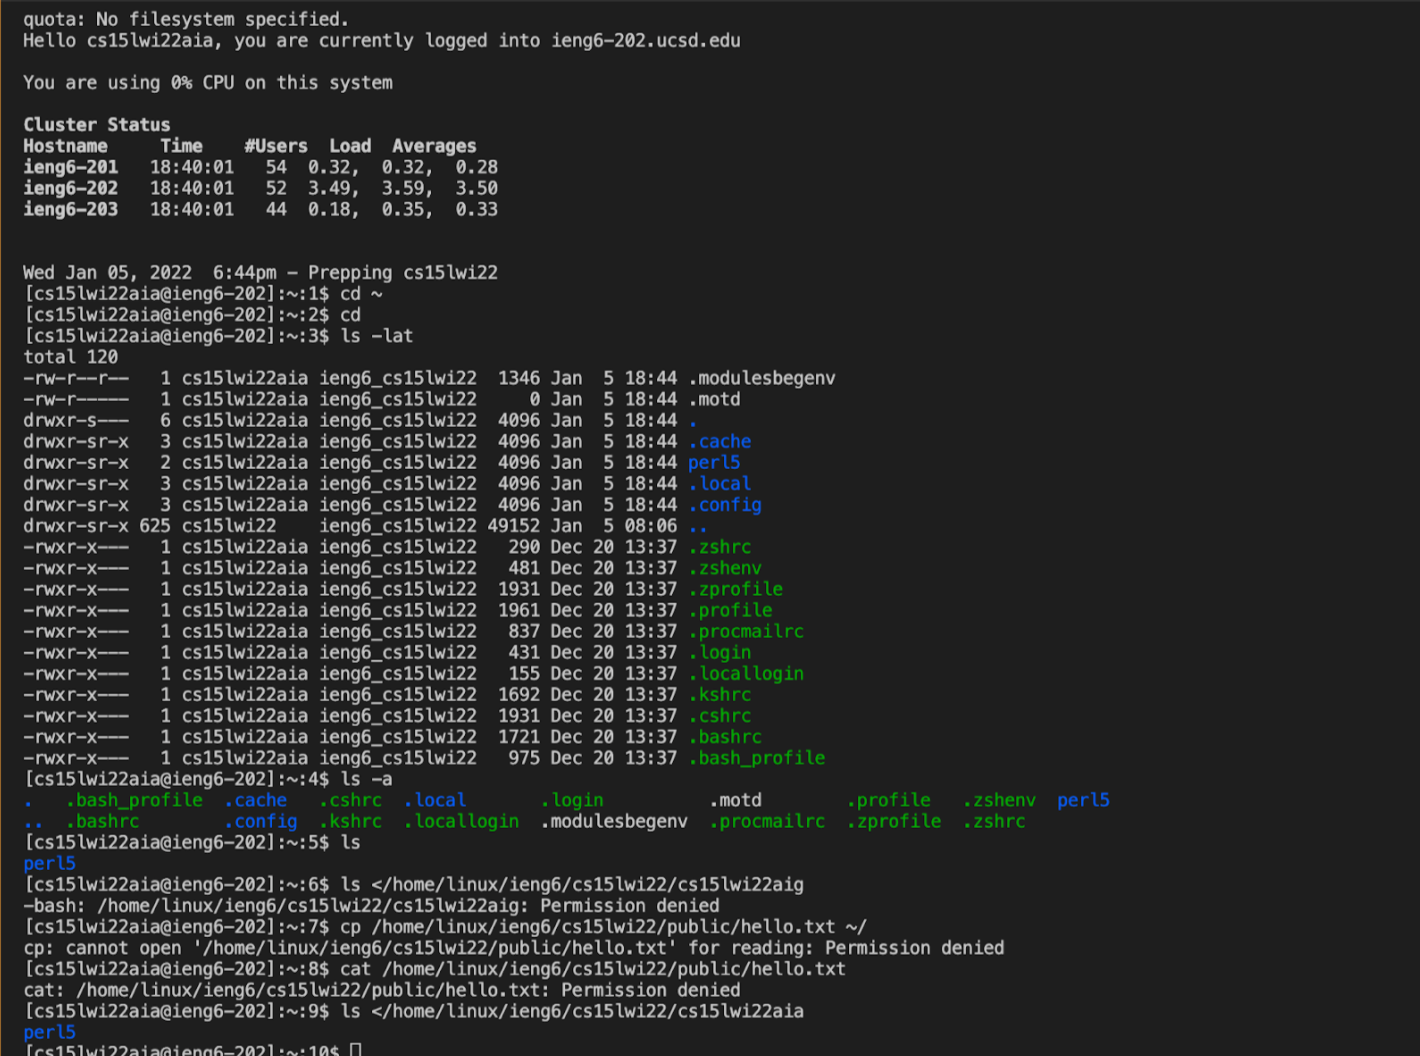 quota: No filesystem specified.
Hello cs15lwi22aia, you are currently logged into ieng6-202.ucsd.edu
You are using 0% CPU on this system
Cluster Status
Hostname     Time    #Users  Load  Averages
ieng6-201   18:40:01   54  0.32,  0.32,  0.28
ieng6-202   18:40:01   52  3.49,  3.59,  3.50
ieng6-203   18:40:01   44  0.18,  0.35,  0.33
Wed Jan 05, 2022  6:44pm - Prepping cs15lwi22
[cs15lwi22aia@ieng6-202]:~:1$ cd ~
[cs15lwi22aia@ieng6-202]:~:2$ cd
[cs15lwi22aia@ieng6-202]:~:3$ ls -lat
total 120
-rw-r--r--   1 cs15lwi22aia ieng6_cs15lwi22  1346 Jan  5 18:44 .modulesbegenv
-rw-r-----   1 cs15lwi22aia ieng6_cs15lwi22     0 Jan  5 18:44 .motd
drwxr-s---   6 cs15lwi22aia ieng6_cs15lwi22  4096 Jan  5 18:44 .
drwxr-sr-x   3 cs15lwi22aia ieng6_cs15lwi22  4096 Jan  5 18:44 .cache
drwxr-sr-x   2 cs15lwi22aia ieng6_cs15lwi22  4096 Jan  5 18:44 perl5
drwxr-sr-x   3 cs15lwi22aia ieng6_cs15lwi22  4096 Jan  5 18:44 .local
drwxr-sr-x   3 cs15lwi22aia ieng6_cs15lwi22  4096 Jan  5 18:44 .config
drwxr-sr-x 625 cs15lwi22    ieng6_cs15lwi22 49152 Jan  5 08:06 ..
-rwxr-x---   1 cs15lwi22aia ieng6_cs15lwi22   290 Dec 20 13:37 .zshrc
-rwxr-x---   1 cs15lwi22aia ieng6_cs15lwi22   481 Dec 20 13:37 .zshenv
-rwxr-x---   1 cs15lwi22aia ieng6_cs15lwi22  1931 Dec 20 13:37 .zprofile
-rwxr-x---   1 cs15lwi22aia ieng6_cs15lwi22  1961 Dec 20 13:37 .profile
-rwxr-x---   1 cs15lwi22aia ieng6_cs15lwi22   837 Dec 20 13:37 .procmailrc
-rwxr-x---   1 cs15lwi22aia ieng6_cs15lwi22   431 Dec 20 13:37 .login
-rwxr-x---   1 cs15lwi22aia ieng6_cs15lwi22   155 Dec 20 13:37 .locallogin
-rwxr-x---   1 cs15lwi22aia ieng6_cs15lwi22  1692 Dec 20 13:37 .kshrc
-rwxr-x---   1 cs15lwi22aia ieng6_cs15lwi22  1931 Dec 20 13:37 .cshrc
-rwxr-x---   1 cs15lwi22aia ieng6_cs15lwi22  1721 Dec 20 13:37 .bashrc
-rwxr-x---   1 cs15lwi22aia ieng6_cs15lwi22   975 Dec 20 13:37 .bash_profile
[cs15lwi22aia@ieng6-202]:~:4$ ls -a
.   .bash_profile  .cache   .cshrc  .local       .login          .motd        .profile   .zshenv  perl5
..  .bashrc        .config  .kshrc  .locallogin  .modulesbegenv  .procmailrc  .zprofile  .zshrc
[cs15lwi22aia@ieng6-202]:~:5$ ls
perl5
[cs15lwi22aia@ieng6-202]:~:6$ ls </home/linux/ieng6/cs15lwi22/cs15lwi22aig
-bash: /home/linux/ieng6/cs15lwi22/cs15lwi22aig: Permission denied
[cs15lwi22aia@ieng6-202]:~:7$ cp /home/linux/ieng6/cs15lwi22/public/hello.txt ~/
cp: cannot open '/home/linux/ieng6/cs15lwi22/public/hello.txt' for reading: Permission denied
[cs15lwi22aia@ieng6-202]:~:8$ cat /home/linux/ieng6/cs15lwi22/public/hello.txt
cat: /home/linux/ieng6/cs15lwi22/public/hello.txt: Permission denied
[cs15lwi22aia@ieng6-202]:~:9$ ls </home/linux/ieng6/cs15lwi22/cs15lwi22aia
perl5
[cs15lwi22aia@ieng6-202]:~:10$